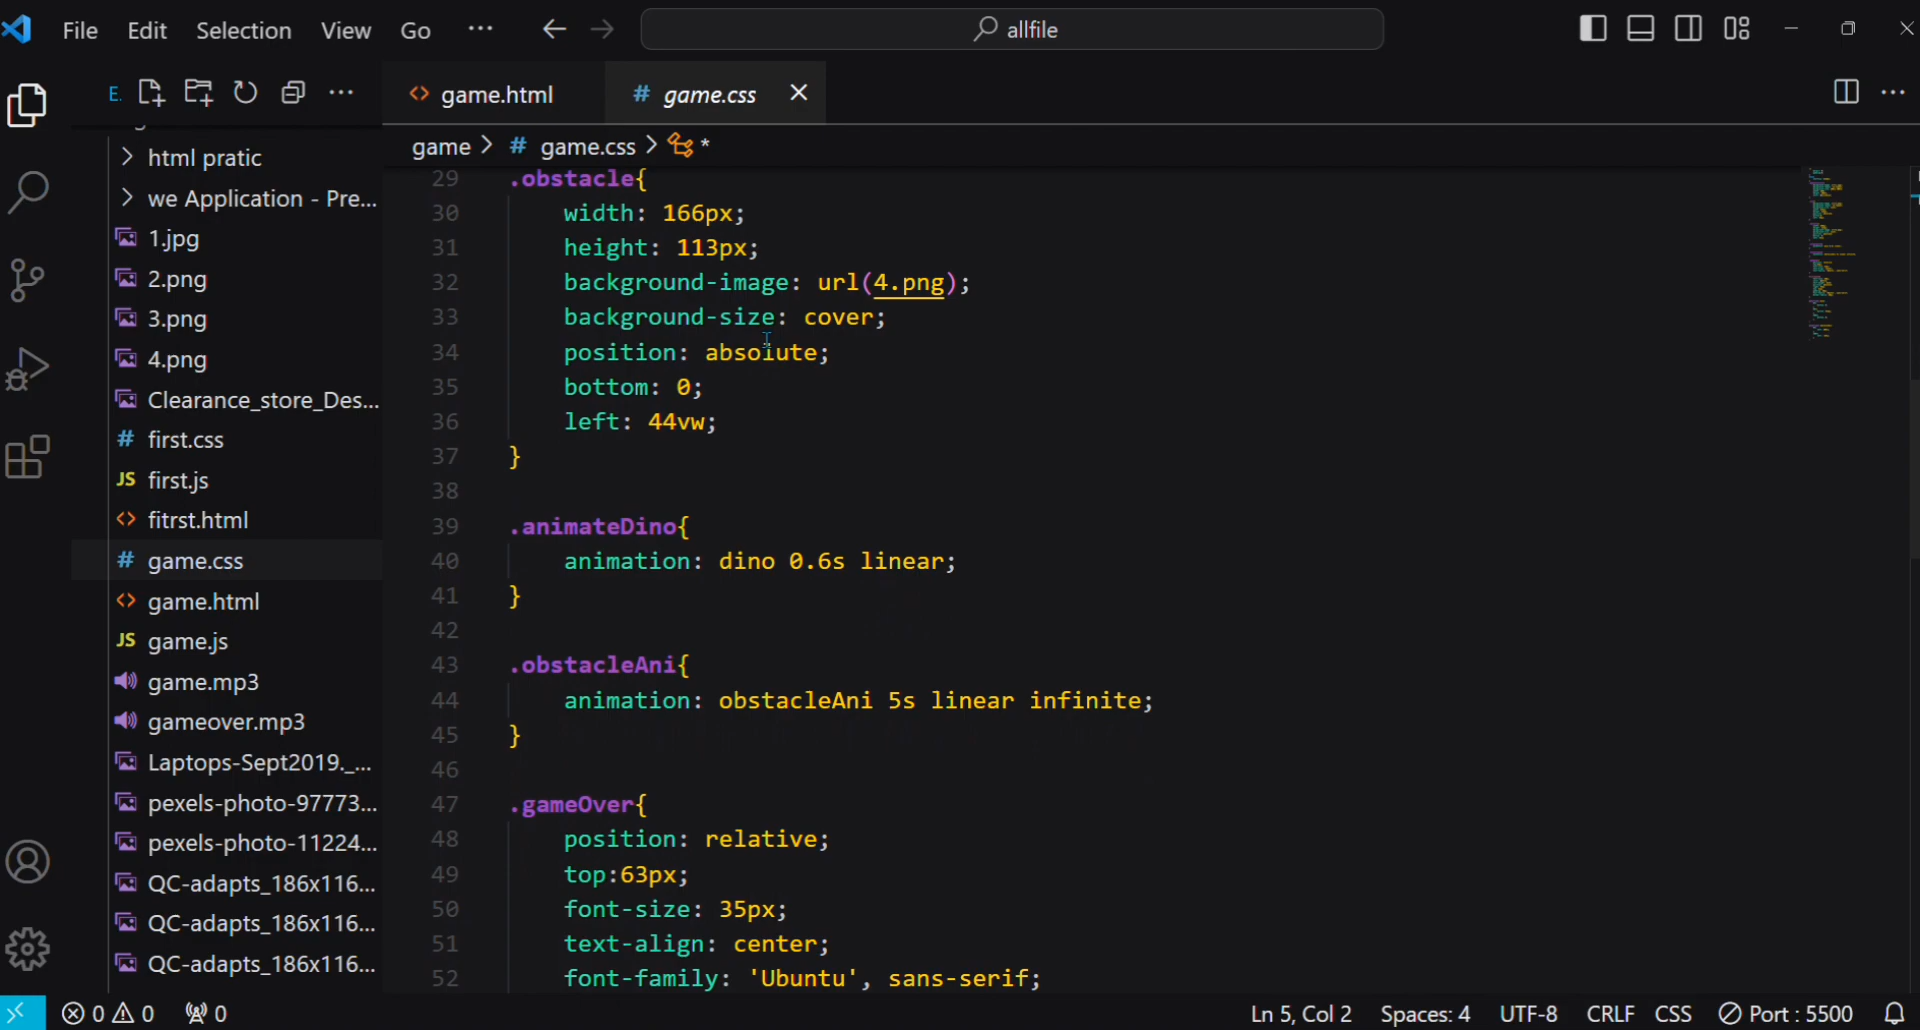 File Edit Selection View Go ··· allfile
E. ···
game.html
# game.css
game > # game.css > *
html pratic
we Application - Pre...
1.jpg
2.png
3.png
4.png
Clearance_store_Des...
# first.css
JS first.js
<> fitrst.html
# game.css
<> game.html
JS game.js
game.mp3
gameover.mp3
Laptops-Sept2019._...
pexels-photo-97773...
pexels-photo-11224...
QC-adapts_186x116...
QC-adapts_186x116...
QC-adapts_186x116...
29 .obstacle{
30 width: 166px;
31 height: 113px;
32 background-image: url(4.png);
33 background-size: cover;
34 position: absolute;
35 bottom: 0;
36 left: 44vw;
37 }
38
39 .animateDino{
40 animation: dino 0.6s linear;
41 }
42
43 .obstacleAni{
44 animation: obstacleAni 5s linear infinite;
45 }
46
47 .gameOver{
48 position: relative;
49 top:63px;
50 font-size: 35px;
51 text-align: center;
52 font-family: 'Ubuntu', sans-serif;
0 0 0 Ln 5, Col 2 Spaces: 4 UTF-8 CRLF CSS Port : 5500